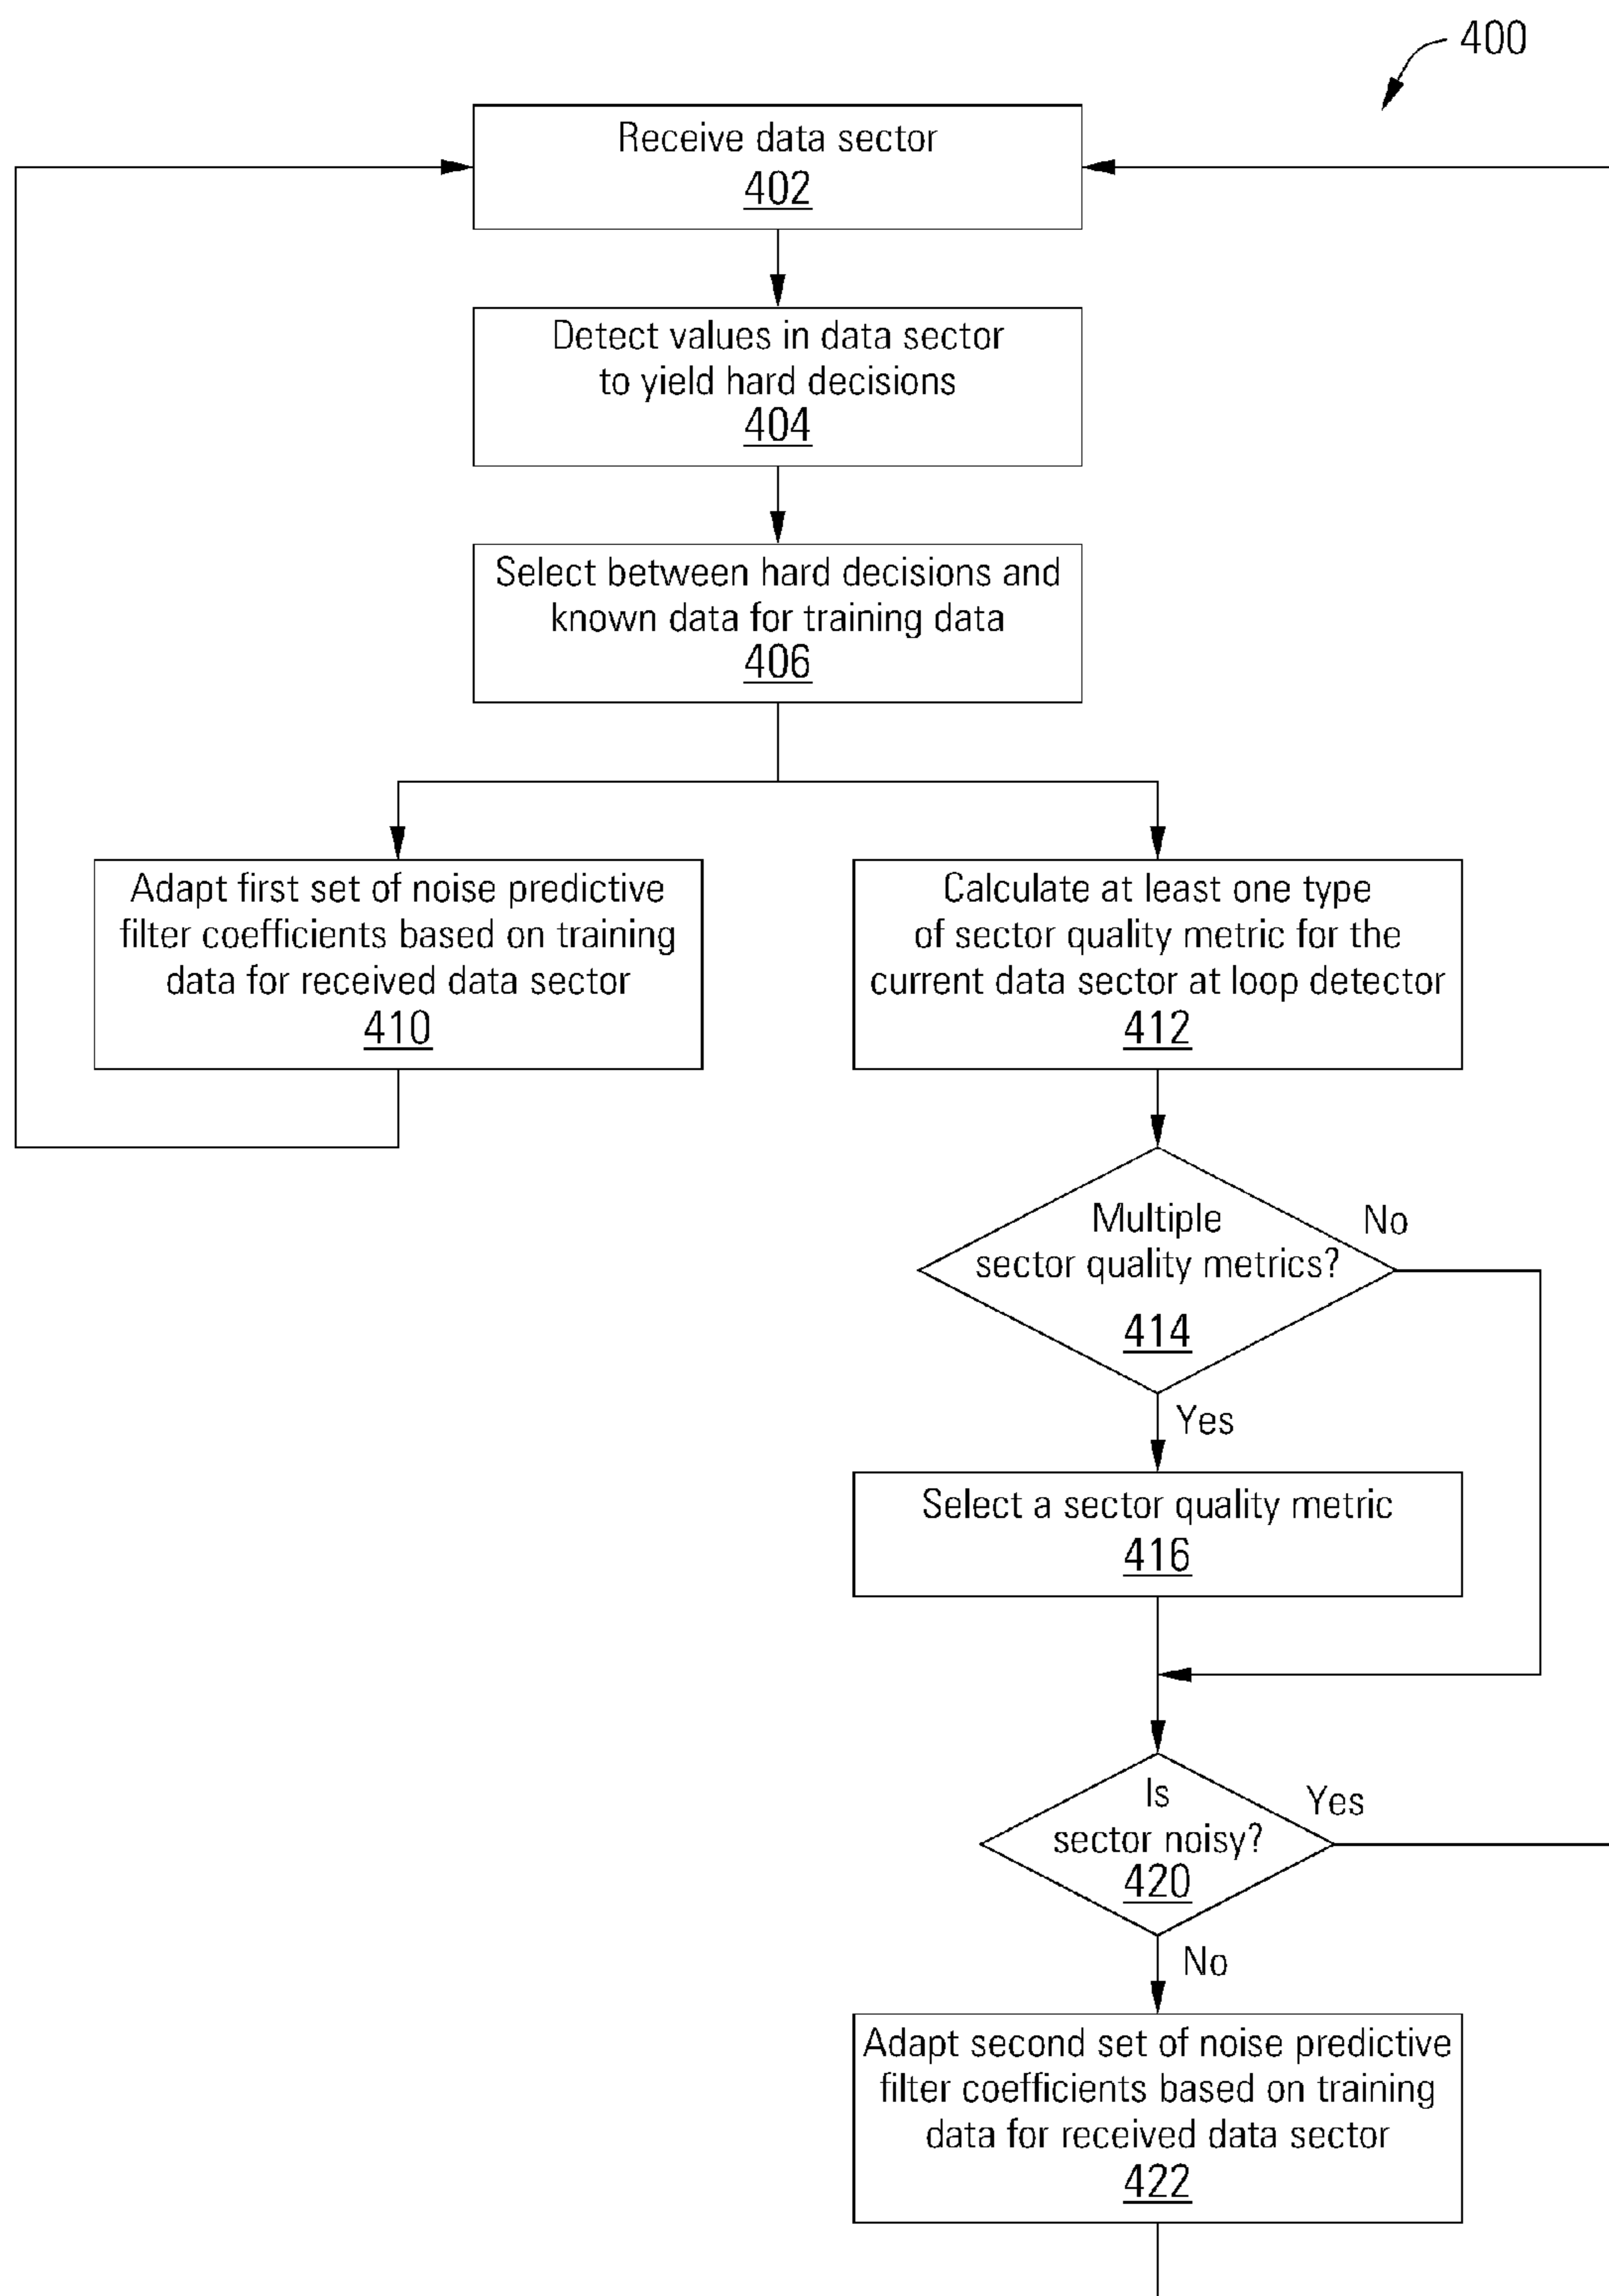 400
Receive data sector
402
Detect values in data sector
to yield hard decisions
404
Select between hard decisions and
known data for training data
406
Adapt first set of noise predictive
filter coefficients based on training
data for received data sector
410
Calculate at least one type
of sector quality metric for the
current data sector at loop detector
412
Multiple
sector quality metrics?
414
No
Yes
Select a sector quality metric
416
Is
sector noisy?
420
Yes
No
Adapt second set of noise predictive
filter coefficients based on training
data for received data sector
422